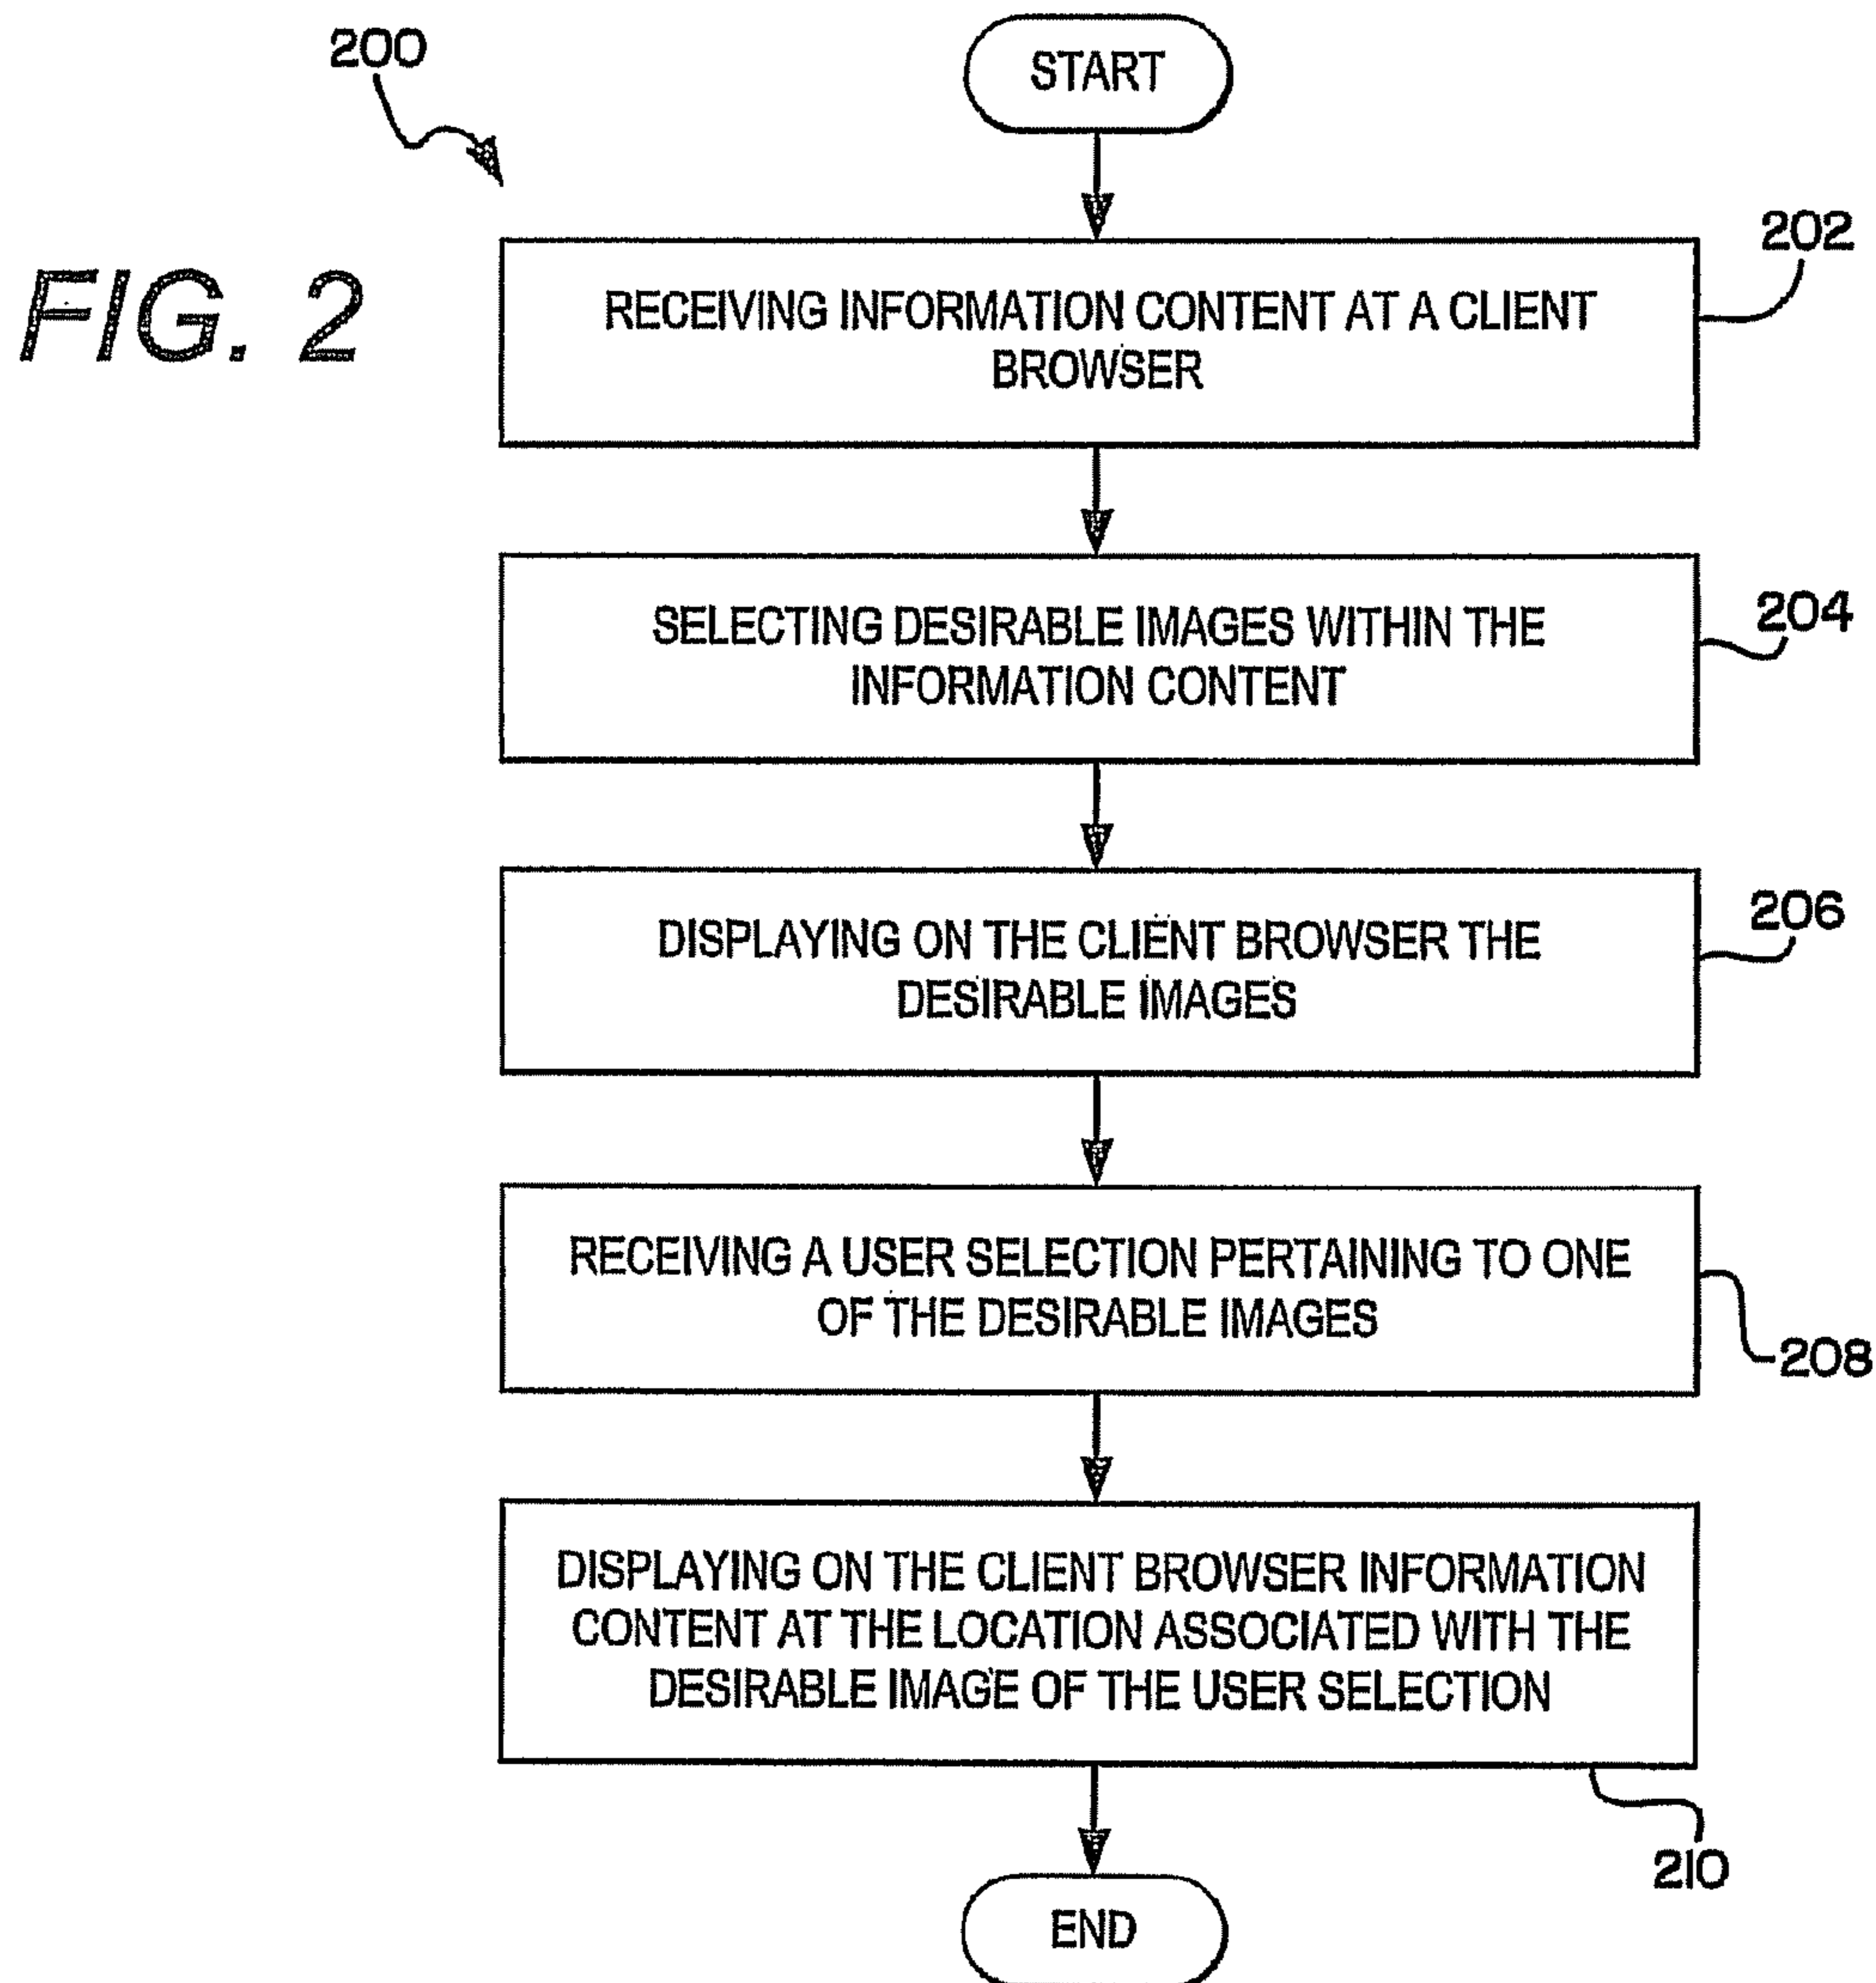 200
START
FIG. 2
202
RECEIVING INFORMATION CONTENT AT A CLIENT
BROWSER
204
SELECTING DESIRABLE IMAGES WITHIN THE
INFORMATION CONTENT
206
DISPLAYING ON THE CLIENT BROWSER THE
DESIRABLE IMAGES
RECEIVING A USER SELECTION PERTAINING TO ONE
OF THE DESIRABLE IMAGES
208
DISPLAYING ON THE CLIENT BROWSER INFORMATION
CONTENT AT THE LOCATION ASSOCIATED WITH THE
DESIRABLE IMAGE OF THE USER SELECTION
210
END